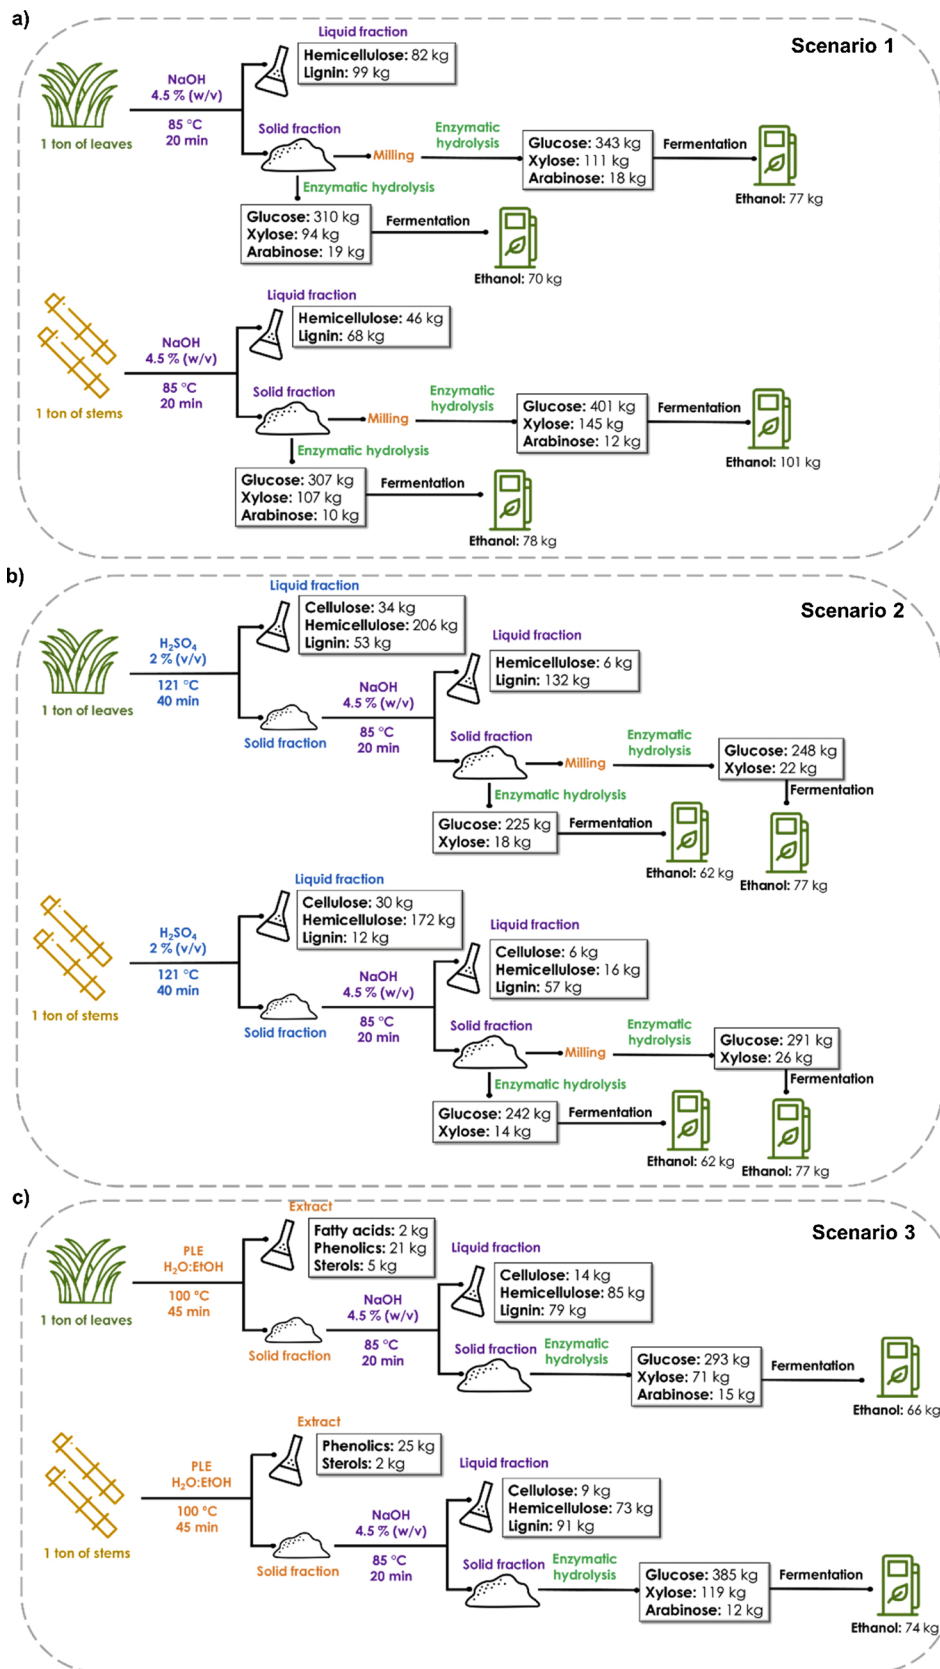 a)
Scenario 1
Liquid fraction
Hemicellulose: 82 kg
Lignin: 99 kg
NaOH
4.5 % (w/v)
85 °C
20 min
1 ton of leaves
Solid fraction
Milling
Enzymatic
hydrolysis
Glucose: 343 kg
Xylose: 111 kg
Arabinose: 18 kg
Fermentation
Ethanol: 77 kg
Enzymatic hydrolysis
Glucose: 310 kg
Xylose: 94 kg
Arabinose: 19 kg
Fermentation
Ethanol: 70 kg
Liquid fraction
Hemicellulose: 46 kg
Lignin: 68 kg
NaOH
4.5 % (w/v)
85 °C
20 min
1 ton of stems
Solid fraction
Milling
Enzymatic
hydrolysis
Glucose: 401 kg
Xylose: 145 kg
Arabinose: 12 kg
Fermentation
Ethanol: 101 kg
Enzymatic hydrolysis
Glucose: 307 kg
Xylose: 107 kg
Arabinose: 10 kg
Fermentation
Ethanol: 78 kg
b)
Scenario 2
Liquid fraction
Cellulose: 34 kg
Hemicellulose: 206 kg
Lignin: 53 kg
H₂SO₄
2 % (v/v)
121 °C
40 min
1 ton of leaves
Solid fraction
NaOH
4.5 % (w/v)
85 °C
20 min
Liquid fraction
Hemicellulose: 6 kg
Lignin: 132 kg
Solid fraction
Milling
Enzymatic
hydrolysis
Glucose: 248 kg
Xylose: 22 kg
Fermentation
Ethanol: 77 kg
Enzymatic hydrolysis
Glucose: 225 kg
Xylose: 18 kg
Fermentation
Ethanol: 62 kg
Liquid fraction
Cellulose: 30 kg
Hemicellulose: 172 kg
Lignin: 12 kg
H₂SO₄
2 % (v/v)
121 °C
40 min
1 ton of stems
Solid fraction
NaOH
4.5 % (w/v)
85 °C
20 min
Liquid fraction
Cellulose: 6 kg
Hemicellulose: 16 kg
Lignin: 57 kg
Solid fraction
Milling
Enzymatic
hydrolysis
Glucose: 291 kg
Xylose: 26 kg
Fermentation
Ethanol: 77 kg
Enzymatic hydrolysis
Glucose: 242 kg
Xylose: 14 kg
Fermentation
Ethanol: 62 kg
c)
Scenario 3
Extract
Fatty acids: 2 kg
Phenolics: 21 kg
Sterols: 5 kg
PLE
H₂O:EtOH
100 °C
45 min
1 ton of leaves
Solid fraction
NaOH
4.5 % (w/v)
85 °C
20 min
Liquid fraction
Cellulose: 14 kg
Hemicellulose: 85 kg
Lignin: 79 kg
Solid fraction
Enzymatic
hydrolysis
Glucose: 293 kg
Xylose: 71 kg
Arabinose: 15 kg
Fermentation
Ethanol: 66 kg
Extract
Phenolics: 25 kg
Sterols: 2 kg
PLE
H₂O:EtOH
100 °C
45 min
1 ton of stems
Solid fraction
NaOH
4.5 % (w/v)
85 °C
20 min
Liquid fraction
Cellulose: 9 kg
Hemicellulose: 73 kg
Lignin: 91 kg
Solid fraction
Enzymatic
hydrolysis
Glucose: 385 kg
Xylose: 119 kg
Arabinose: 12 kg
Fermentation
Ethanol: 74 kg